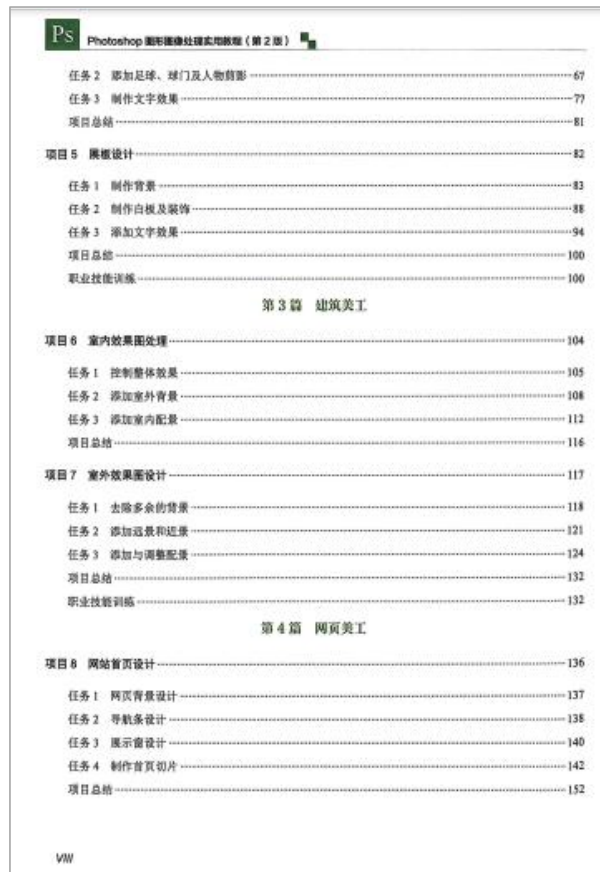 Ps Photoshop 图形图像处理实用教程（第 2 版）
任务 2 添加足球、球门及人物剪影 67
任务 3 制作文字效果 77
项目总结 81
项目 5 展板设计 82
任务 1 制作背景 83
任务 2 制作白板及装饰 88
任务 3 添加文字效果 94
项目总结 100
职业技能训练 100
第 3 篇 建筑美工
项目 6 室内效果图处理 104
任务 1 控制整体效果 105
任务 2 添加室外背景 108
任务 3 添加室内配景 112
项目总结 116
项目 7 室外效果图设计 117
任务 1 去除多余的背景 118
任务 2 添加远景和近景 121
任务 3 添加与调整配景 124
项目总结 132
职业技能训练 132
第 4 篇 网页美工
项目 8 网站首页设计 136
任务 1 网页背景设计 137
任务 2 导航条设计 138
任务 3 展示窗设计 140
任务 4 制作首页切片 142
项目总结 152
VIII